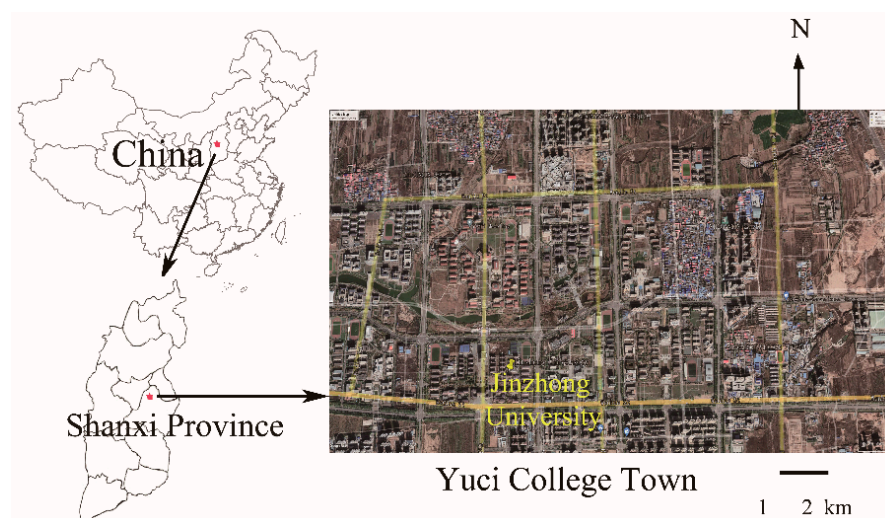 N
China
Jinzhong
University
Shanxi Province
Yuci College Town
1 2 km